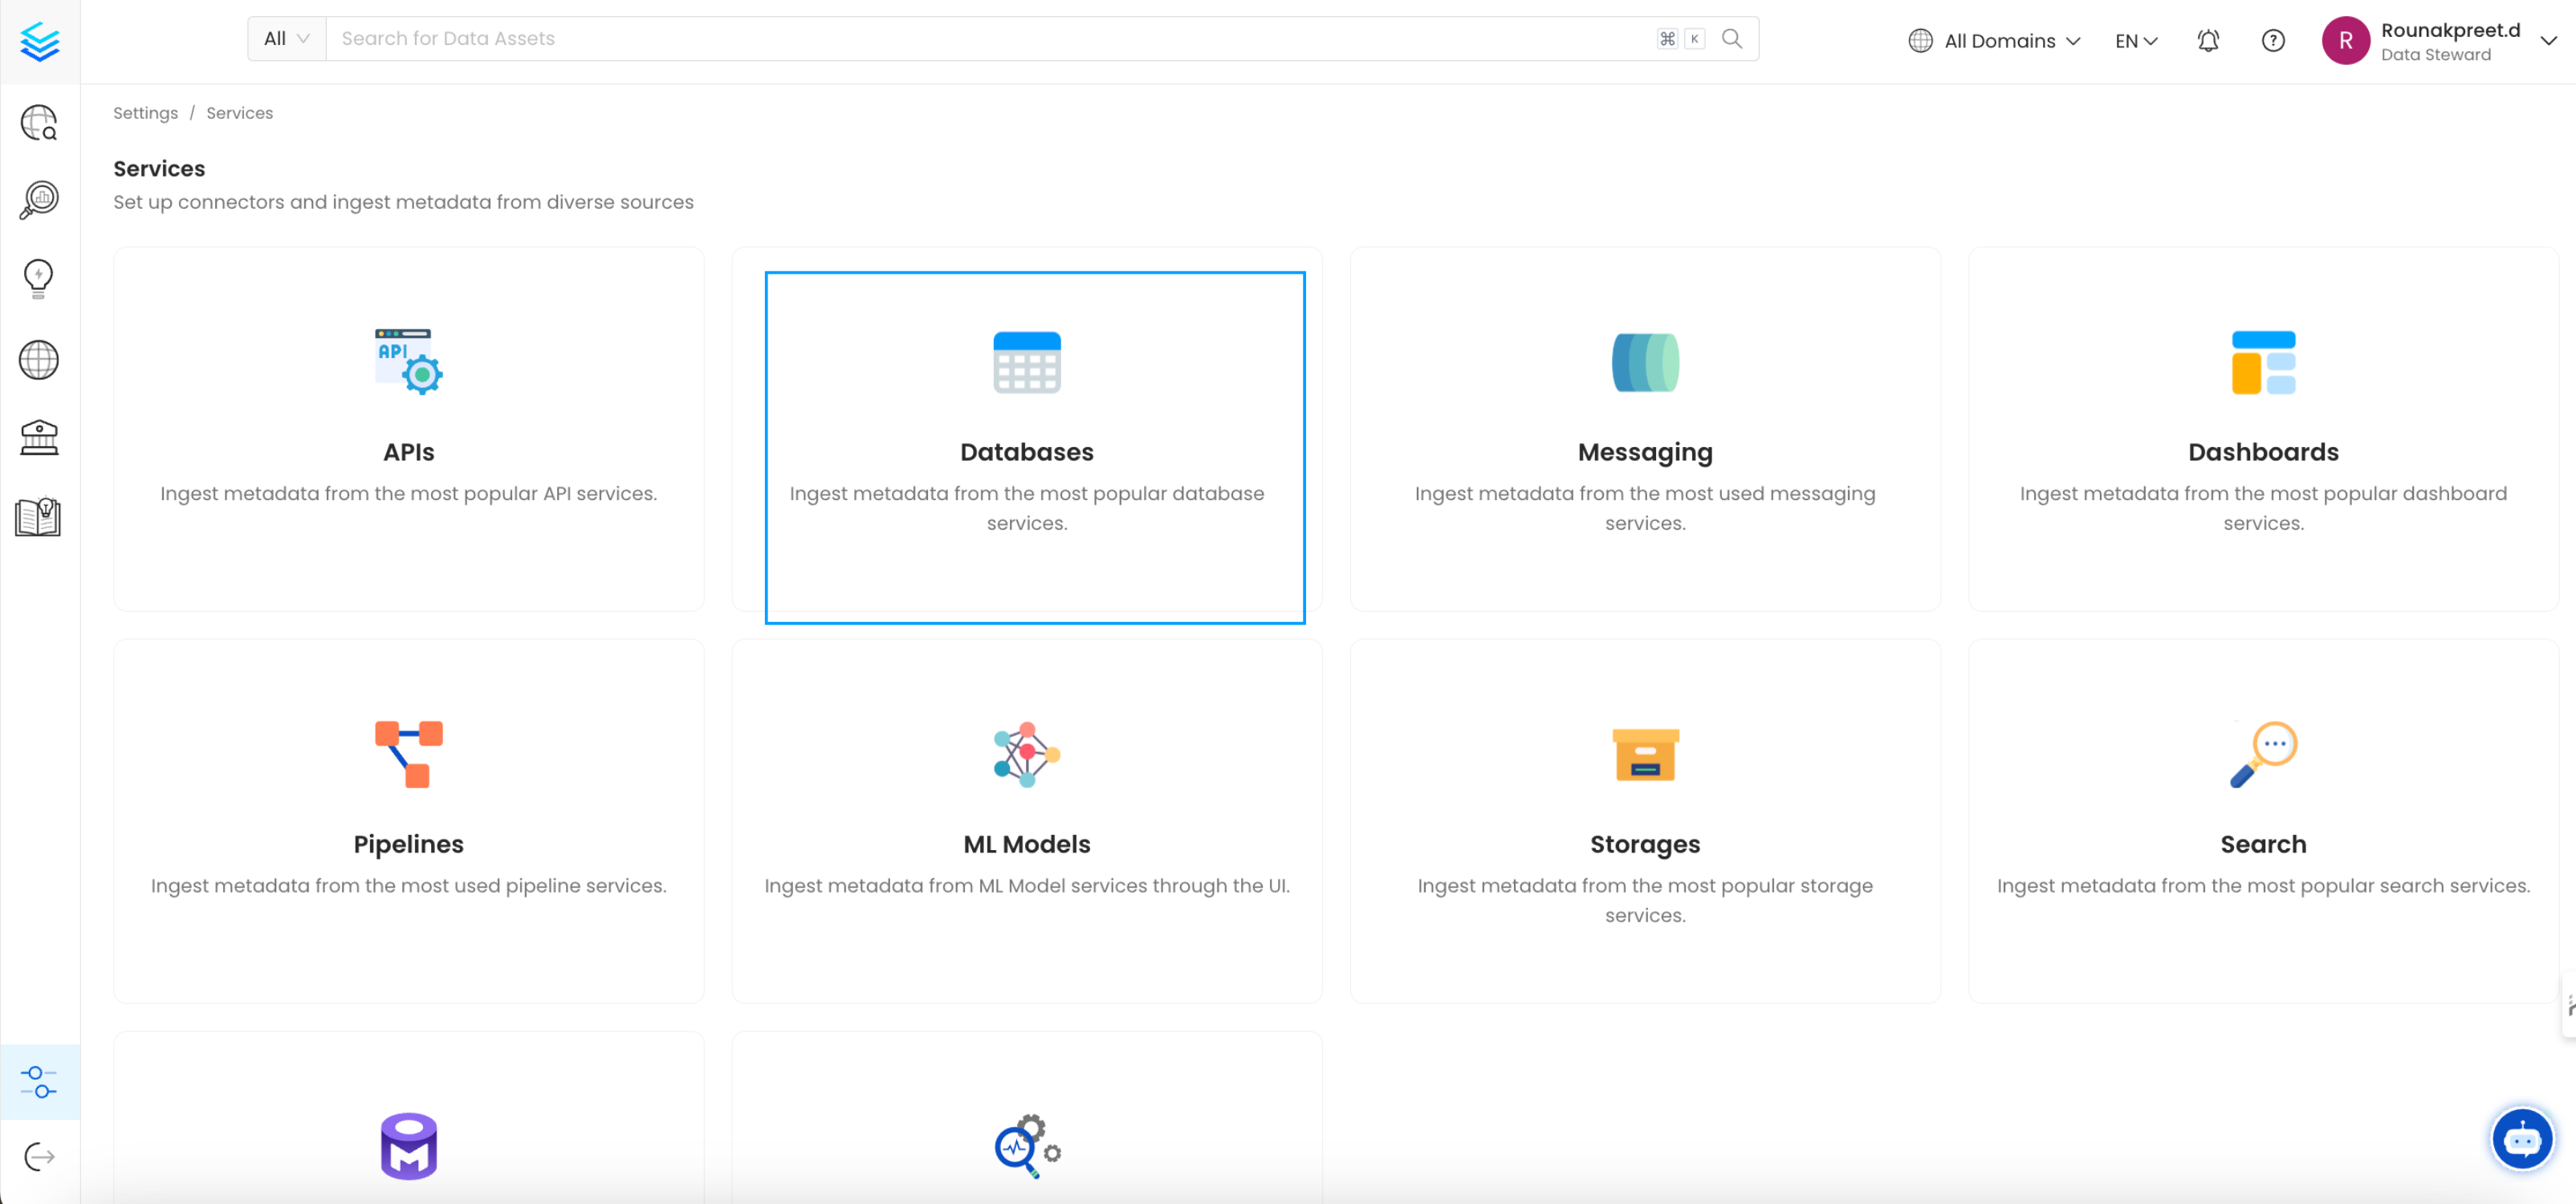 All
Search for Data Assets
⌘ K
All Domains
EN
R
Rounakpreet.d
Data Steward
Settings / Services
Services
Set up connectors and ingest metadata from diverse sources
API
APIs
Ingest metadata from the most popular API services.
Databases
Ingest metadata from the most popular database
services.
Messaging
Ingest metadata from the most used messaging
services.
Dashboards
Ingest metadata from the most popular dashboard
services.
Pipelines
Ingest metadata from the most used pipeline services.
ML Models
Ingest metadata from ML Model services through the UI.
Storages
Ingest metadata from the most popular storage
services.
Search
Ingest metadata from the most popular search services.
M